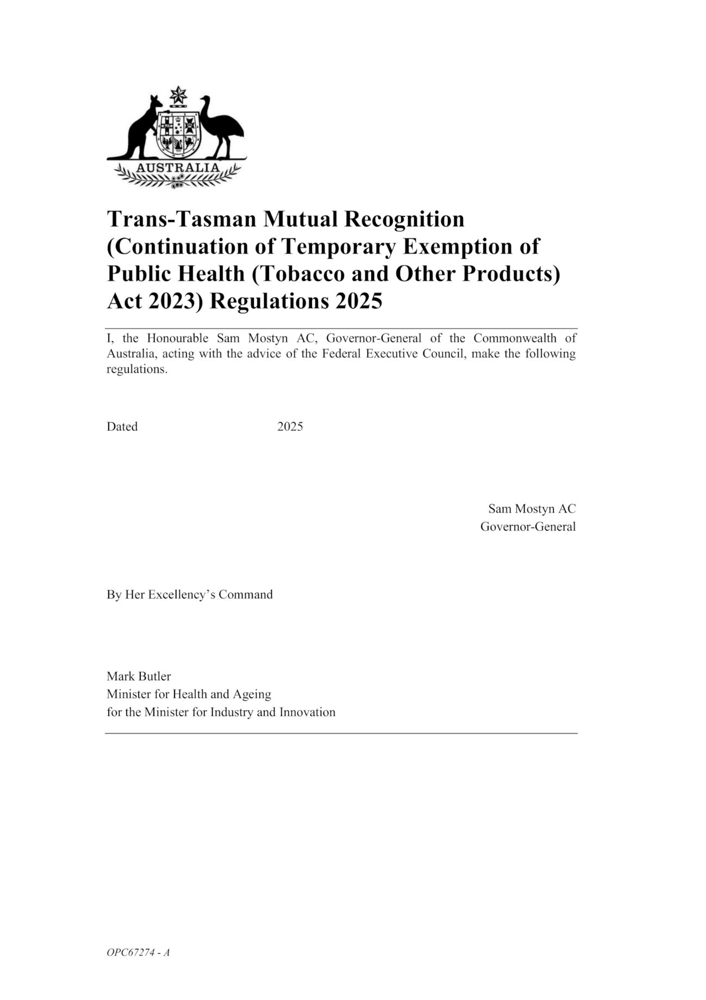 AUSTRALIA
Trans-Tasman Mutual Recognition
(Continuation of Temporary Exemption of
Public Health (Tobacco and Other Products)
Act 2023) Regulations 2025
I, the Honourable Sam Mostyn AC, Governor-General of the Commonwealth of
Australia, acting with the advice of the Federal Executive Council, make the following
regulations.
Dated 2025
Sam Mostyn AC
Governor-General
By Her Excellency’s Command
Mark Butler
Minister for Health and Ageing
for the Minister for Industry and Innovation
OPC67274 - A